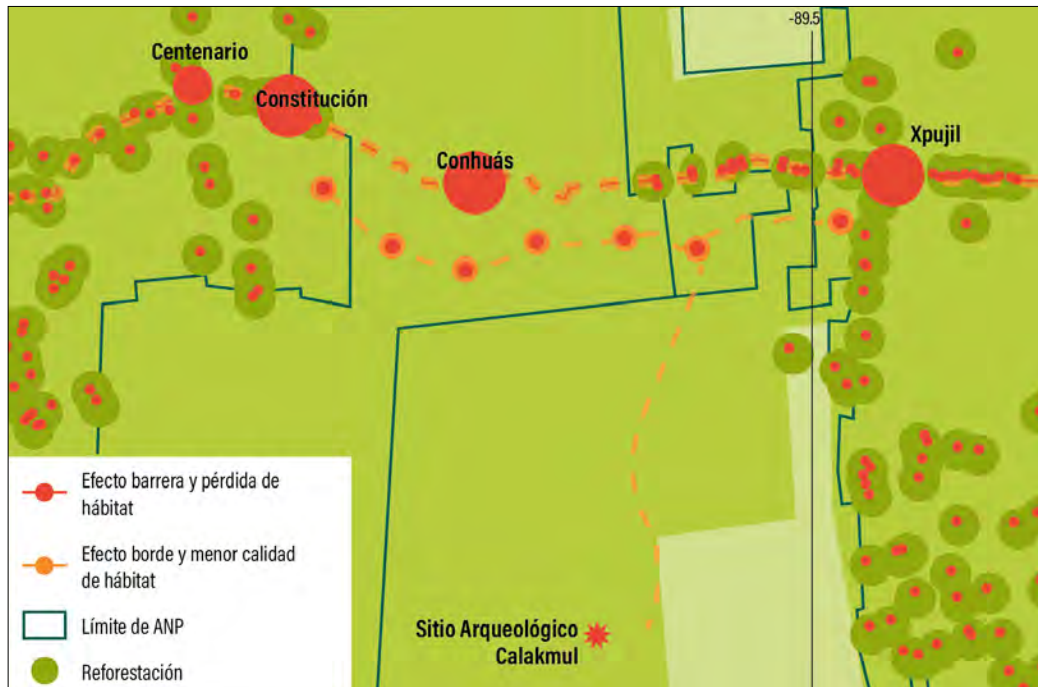 -89.5
Centenario
Constitución
Xpujil
Conhuás
Efecto barrera y pérdida de
hábitat
Efecto borde y menor calidad
de hábitat
Límite de ANP
Reforestación
Sitio Arqueológico
Calakmul